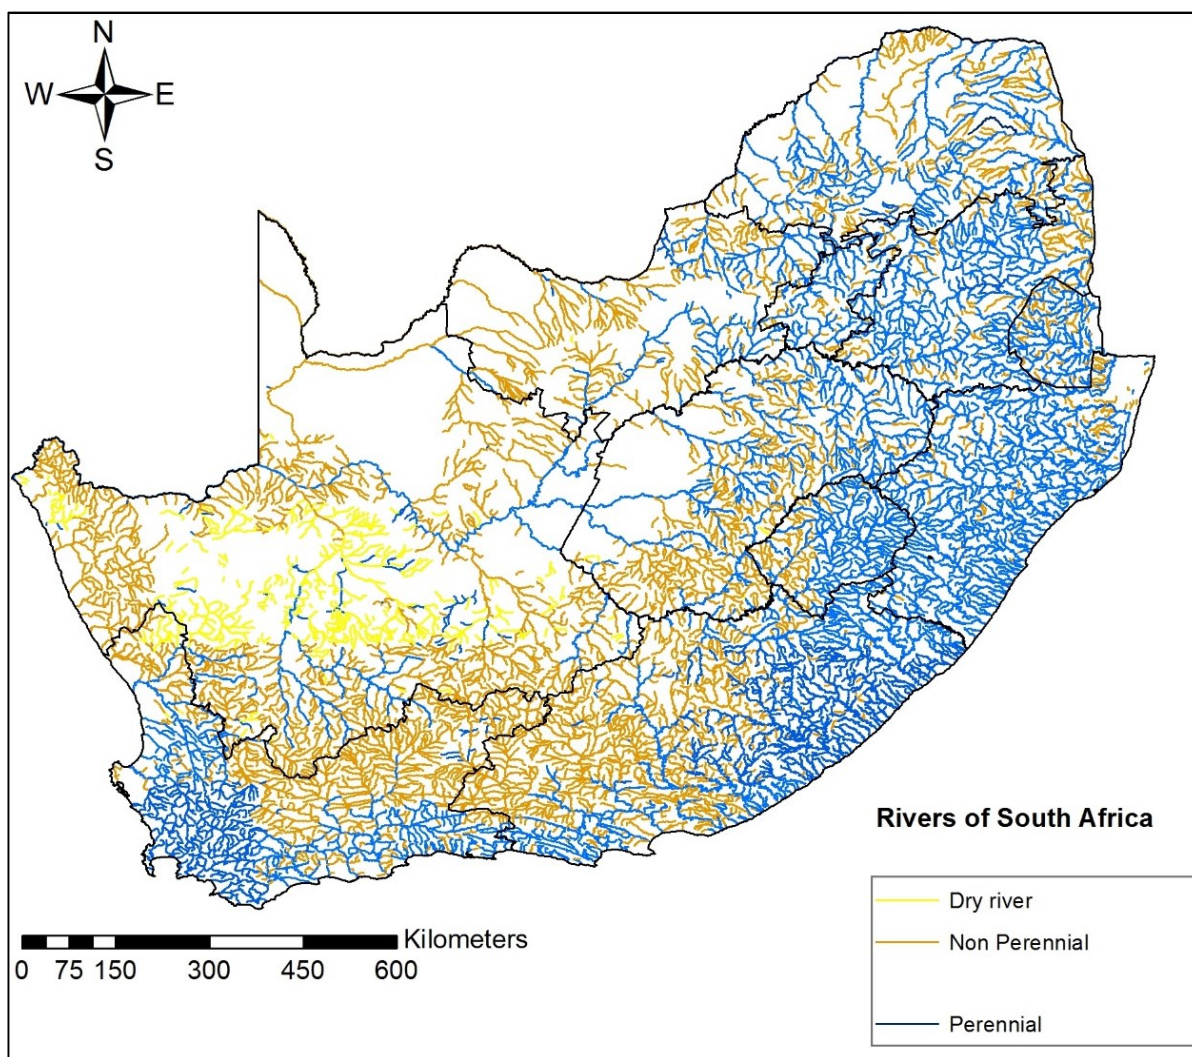 N
W E
S
Rivers of South Africa
Dry river
Non Perennial
Perennial
Kilometers
0 75 150 300 450 600